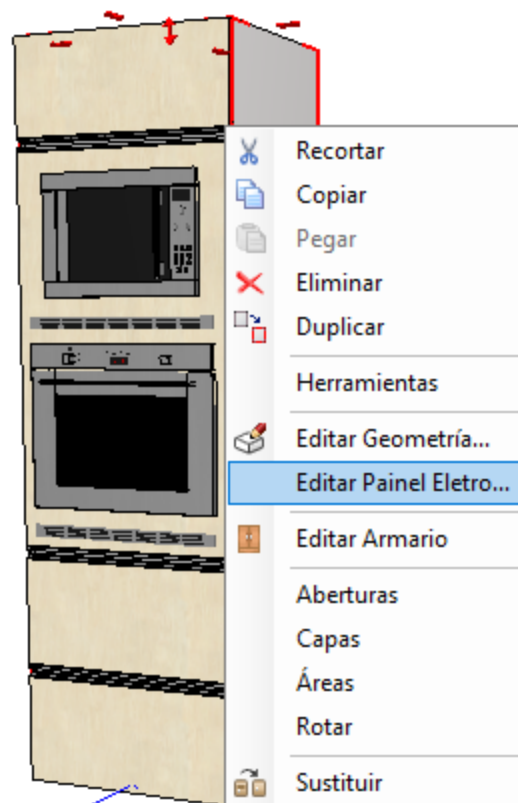 Recortar
Copiar
Pegar
Eliminar
Duplicar
Herramientas
Editar Geometría...
Editar Painel Eletro...
Editar Armario
Aberturas
Capas
Áreas
Rotar
Sustituir